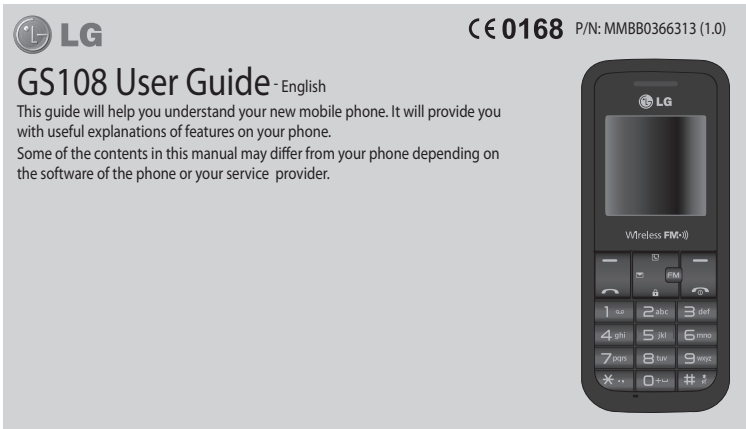 LG
CE 0168 P/N: MMBB0366313 (1.0)
GS108 User Guide - English
This guide will help you understand your new mobile phone. It will provide you
with useful explanations of features on your phone.
Some of the contents in this manual may differ from your phone depending on
the software of the phone or your service provider.
LG
Wireless FM
FM
1
2 abc
3 def
4 ghi
5 jkl
6 mno
7 pqrs
8 tuv
9 wxyz
*
0 +
#